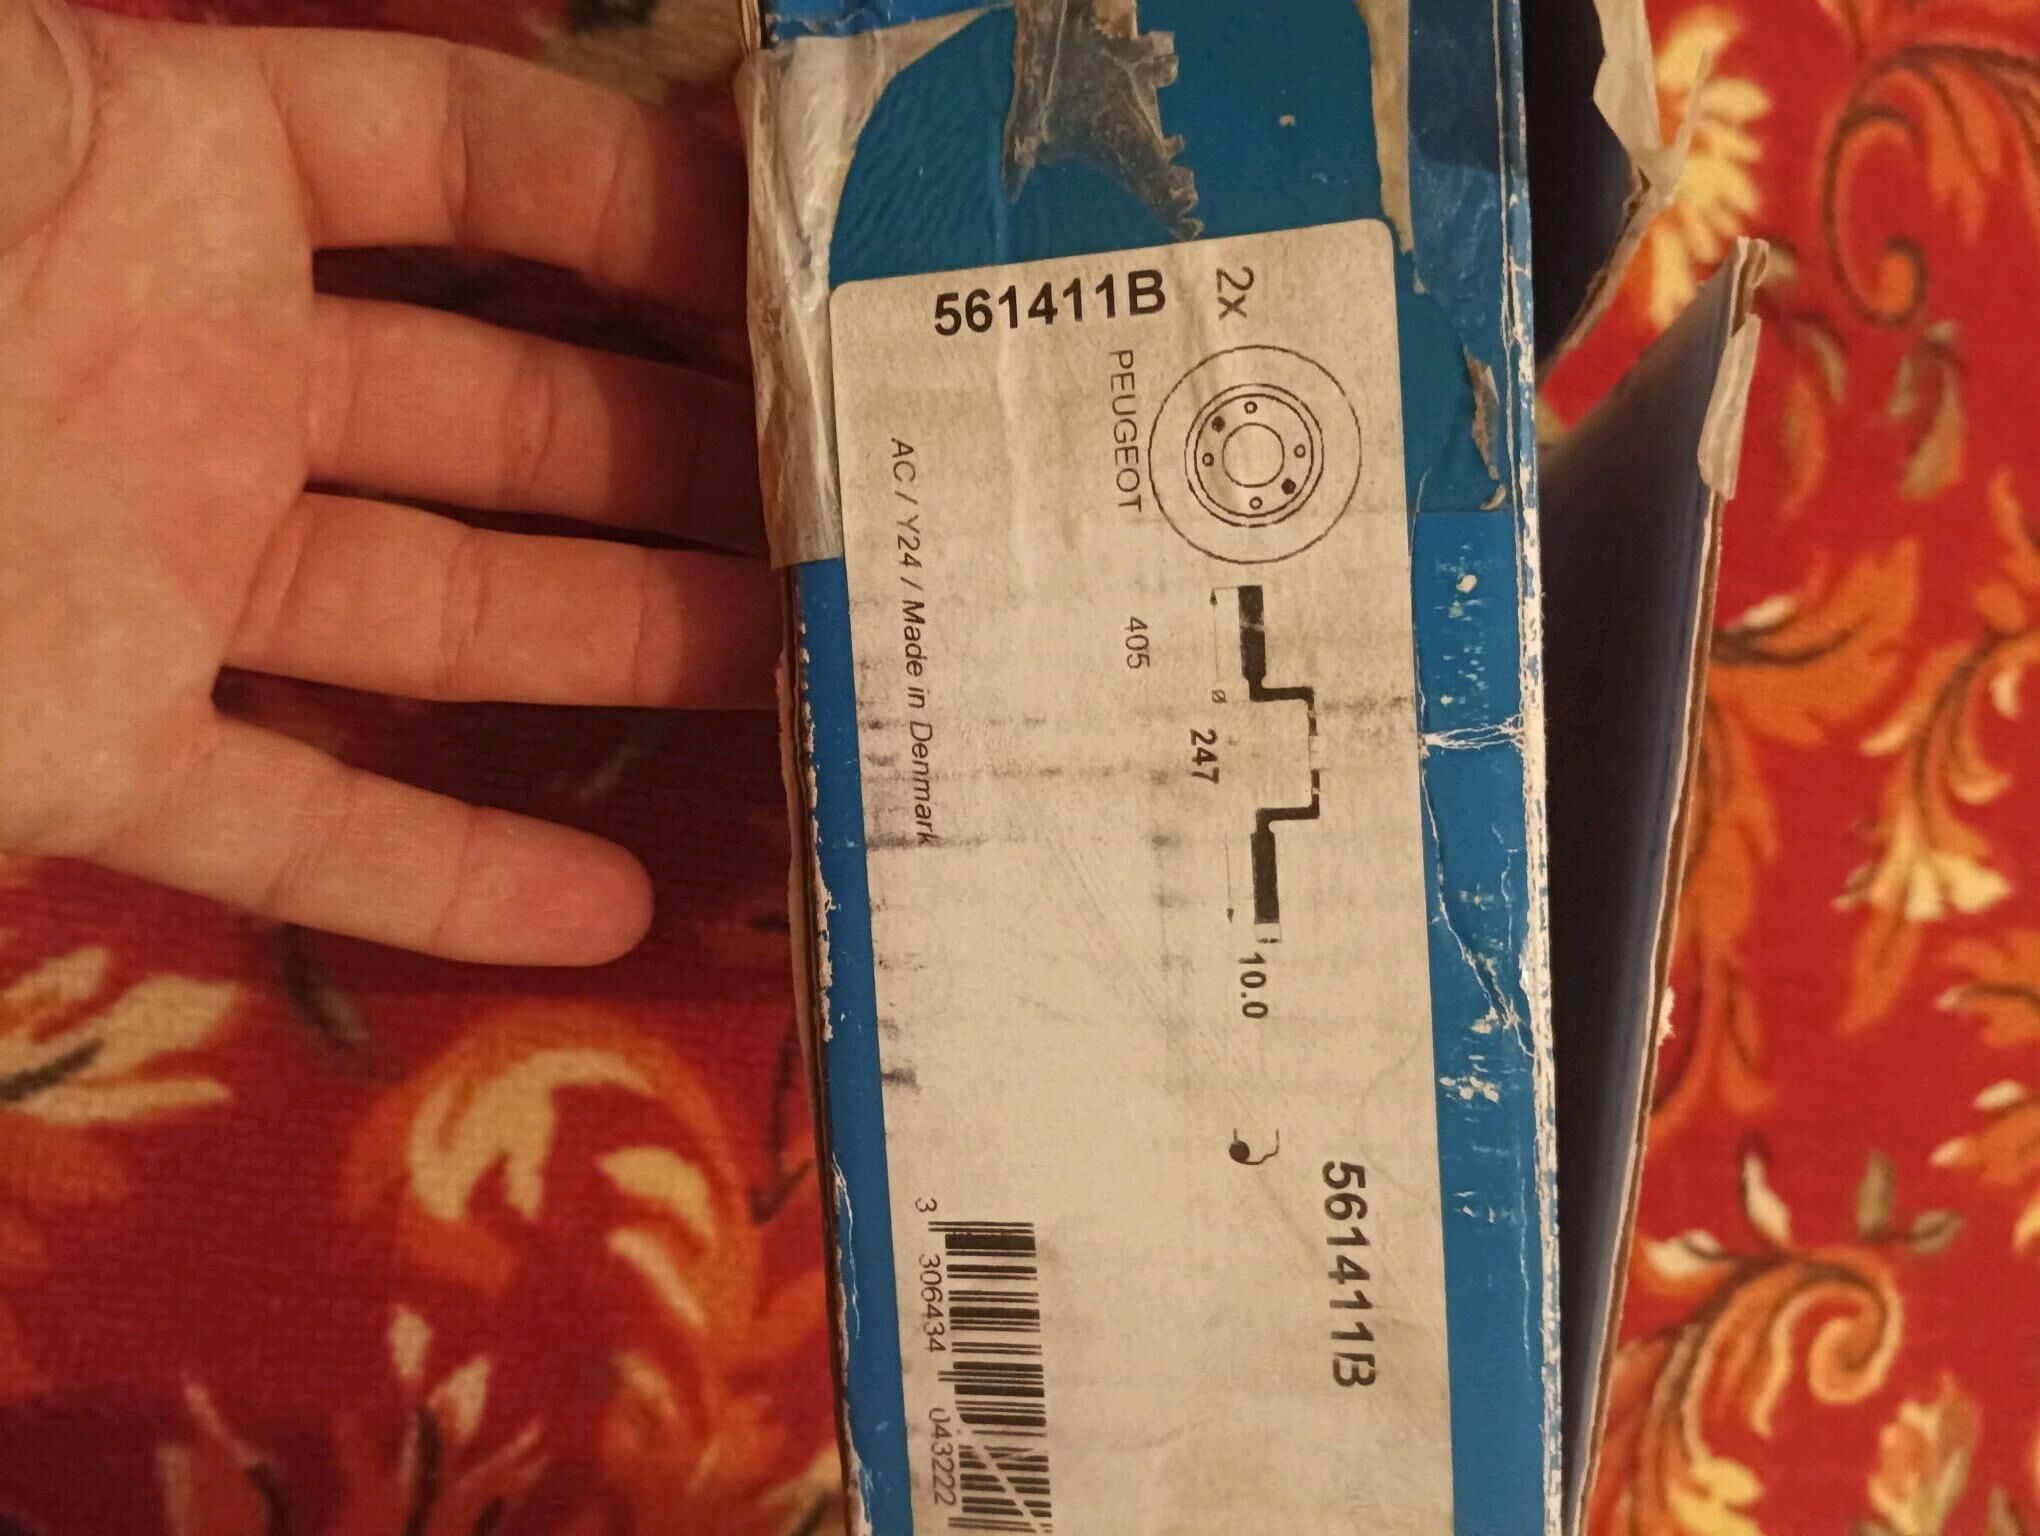 561411B
2x
PEUGEOT
405
ø 247
10.0
AC / Y24 / Made in Denmark
561411B
3 306434 043222